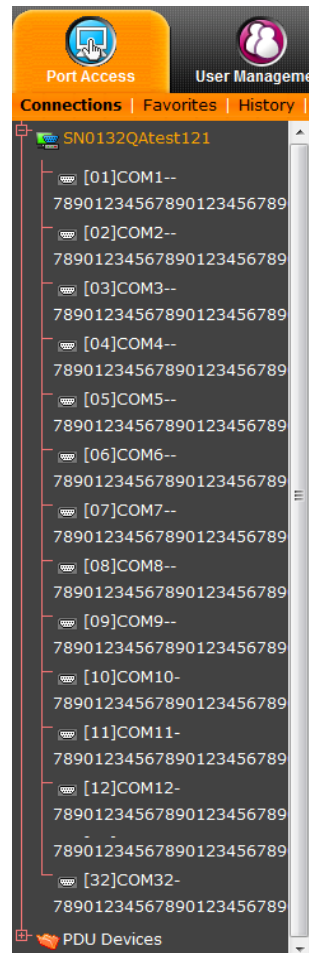 Port Access
User Manageme
Connections | Favorites | History |
SN0132QAtest121
[01]COM1--
78901234567890123456789
[02]COM2--
78901234567890123456789
[03]COM3--
78901234567890123456789
[04]COM4--
78901234567890123456789
[05]COM5--
78901234567890123456789
[06]COM6--
78901234567890123456789
[07]COM7--
78901234567890123456789
[08]COM8--
78901234567890123456789
[09]COM9--
78901234567890123456789
[10]COM10-
78901234567890123456789
[11]COM11-
78901234567890123456789
[12]COM12-
78901234567890123456789
- -
78901234567890123456789
[32]COM32-
78901234567890123456789
PDU Devices